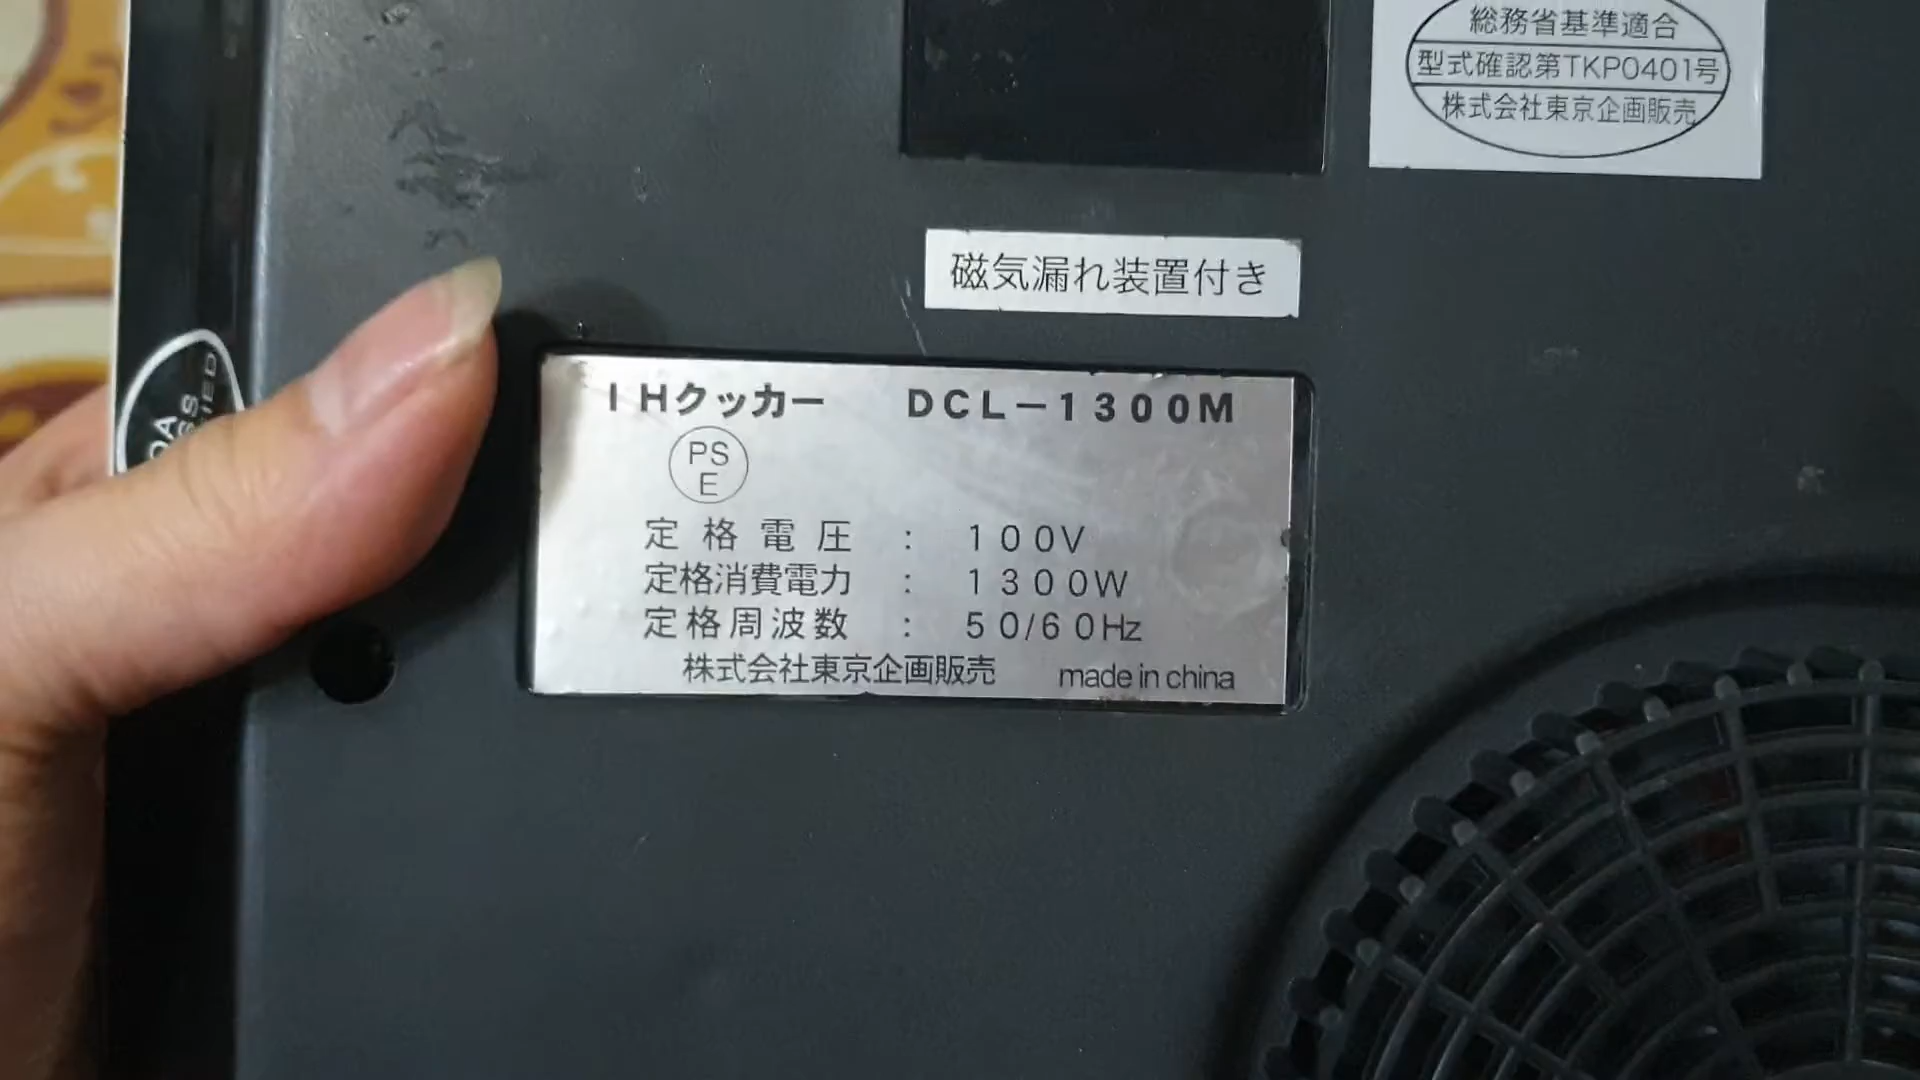 総務省基準適合
型式確認第TKP0401号
株式会社東京企画販売
磁気漏れ装置付き
IHクッカー DCL-1300M
PS
E
定格電圧 : 100V
定格消費電力 : 1300W
定格周波数 : 50/60Hz
株式会社東京企画販売 made in china